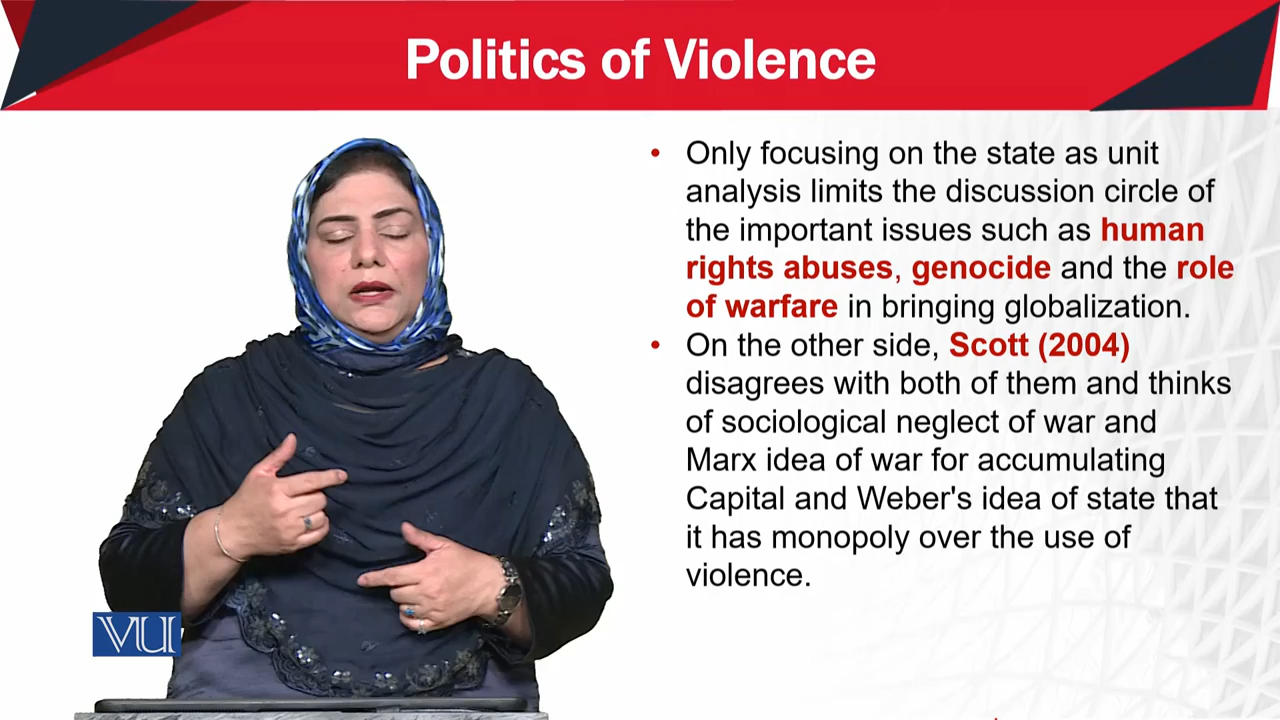 Politics of Violence
• Only focusing on the state as unit
analysis limits the discussion circle of
the important issues such as human
rights abuses, genocide and the role
of warfare in bringing globalization.
• On the other side, Scott (2004)
disagrees with both of them and thinks
of sociological neglect of war and
Marx idea of war for accumulating
Capital and Weber's idea of state that
it has monopoly over the use of
violence.
VU